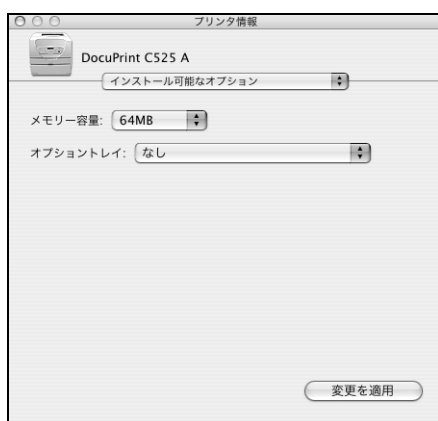 プリンタ情報
DocuPrint C525 A
インストール可能なオプション
メモリー容量: 64MB
オプショントレイ: なし
変更を適用